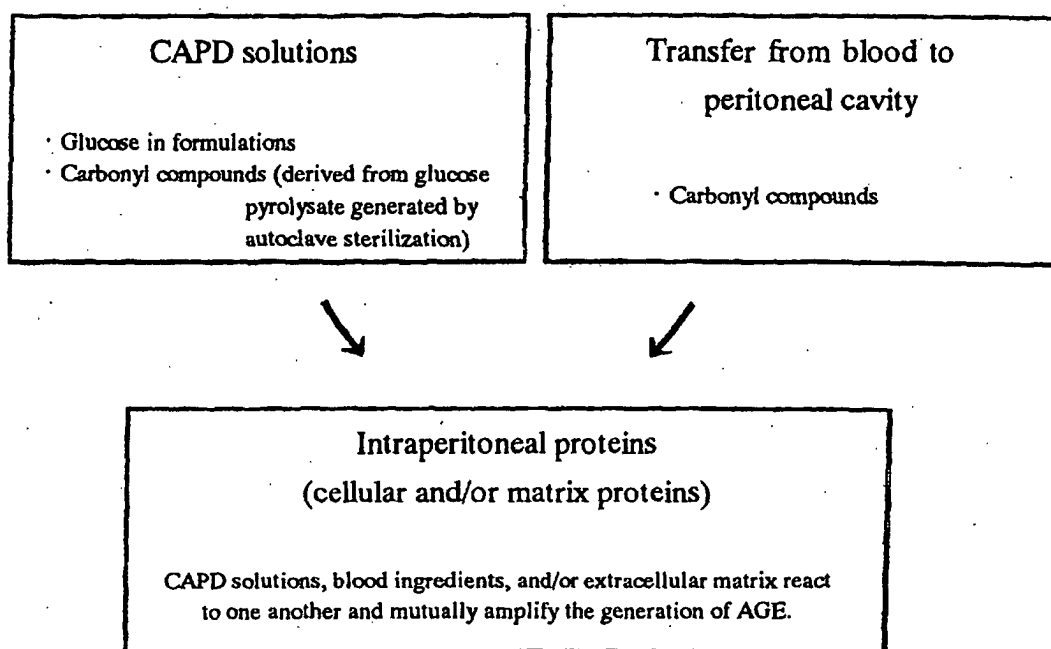 CAPD solutions
· Glucose in formulations
· Carbonyl compounds (derived from glucose
pyrolysate generated by
autoclave sterilization)
Transfer from blood to
peritoneal cavity
· Carbonyl compounds
Intraperitoneal proteins
(cellular and/or matrix proteins)
CAPD solutions, blood ingredients, and/or extracellular matrix react
to one another and mutually amplify the generation of AGE.